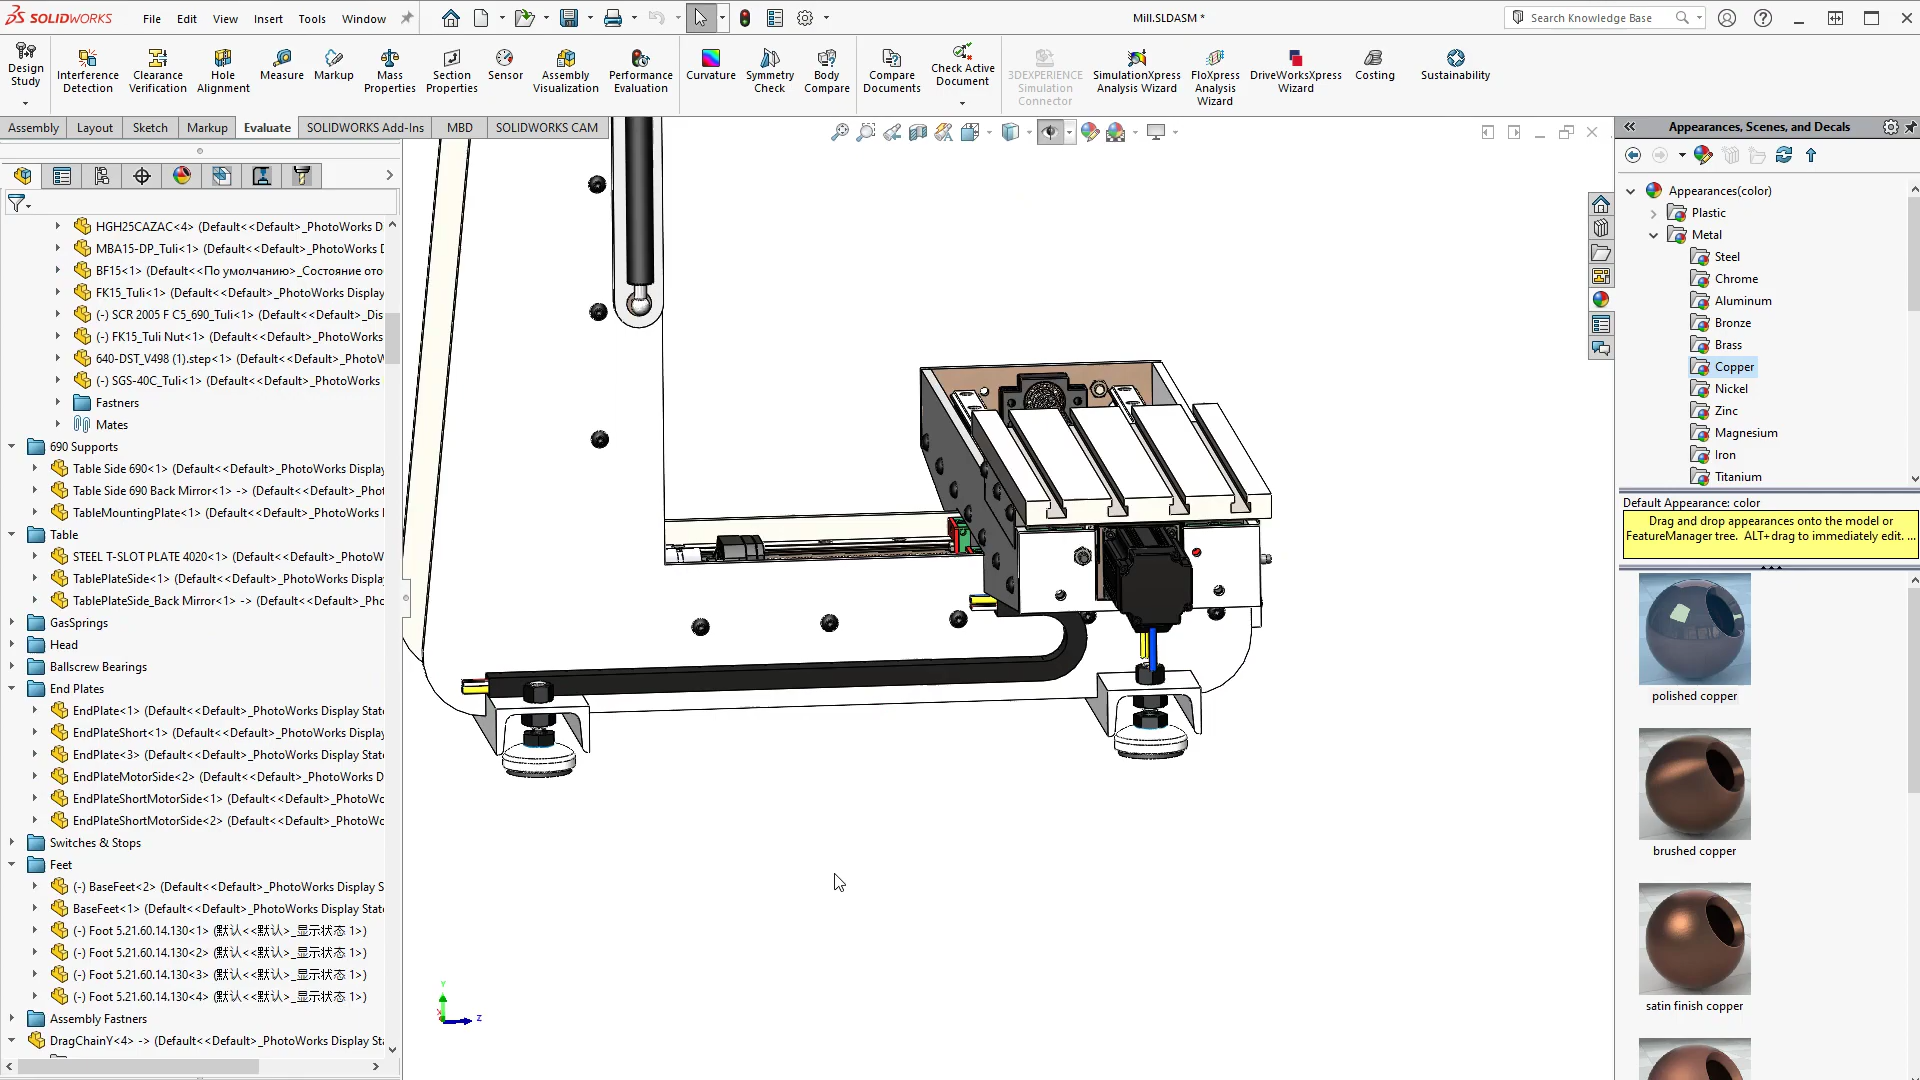 SOLIDWORKS
File
Edit
View
Insert
Tools
Window
Mill.SLDASM *
Search Knowledge Base
Design
Study
Interference
Detection
Clearance
Verification
Hole
Alignment
Measure
Markup
Mass
Properties
Section
Properties
Sensor
Assembly
Visualization
Performance
Evaluation
Curvature
Symmetry
Check
Body
Compare
Compare
Documents
Check Active
Document
3DEXPERIENCE
Simulation
Connector
SimulationXpress
Analysis Wizard
FloXpress
Analysis
Wizard
DriveWorksXpress
Wizard
Costing
Sustainability
Assembly
Layout
Sketch
Markup
Evaluate
SOLIDWORKS Add-Ins
MBD
SOLIDWORKS CAM
HGH25CAZAC<4> (Default<<Default>_PhotoWorks D
MBA15-DP_Tuli<1> (Default<<Default>_PhotoWorks D
BF15<1> (Default<<По умолчанию>_Состояние ото
FK15_Tuli<1> (Default<<Default>_PhotoWorks Display
(-) SCR 2005 F C5_690_Tuli<1> (Default<<Default>_Dis
(-) FK15_Tuli Nut<1> (Default<<Default>_PhotoWorks
640-DST_V498 (1).step<1> (Default<<Default>_PhotoW
(-) SGS-40C_Tuli<1> (Default<<Default>_PhotoWorks
Fastners
Mates
690 Supports
Table Side 690<1> (Default<<Default>_PhotoWorks Display
Table Side 690 Back Mirror<1> -> (Default<<Default>_Phot
TableMountingPlate<1> (Default<<Default>_PhotoWorks I
Table
STEEL T-SLOT PLATE 4020<1> (Default<<Default>_PhotoW
TablePlateSide<1> (Default<<Default>_PhotoWorks Display
TablePlateSide_Back Mirror<1> -> (Default<<Default>_Phc
GasSprings
Head
Ballscrew Bearings
End Plates
EndPlate<1> (Default<<Default>_PhotoWorks Display State
EndPlateShort<1> (Default<<Default>_PhotoWorks Display
EndPlate<3> (Default<<Default>_PhotoWorks Display State
EndPlateMotorSide<2> (Default<<Default>_PhotoWorks D
EndPlateShortMotorSide<1> (Default<<Default>_PhotoWo
EndPlateShortMotorSide<2> (Default<<Default>_PhotoWo
Switches & Stops
Feet
(-) BaseFeet<2> (Default<<Default>_PhotoWorks Display S
BaseFeet<1> (Default<<Default>_PhotoWorks Display State
(-) Foot 5.21.60.14.130<1> (默认<<默认>_显示状态 1>)
(-) Foot 5.21.60.14.130<2> (默认<<默认>_显示状态 1>)
(-) Foot 5.21.60.14.130<3> (默认<<默认>_显示状态 1>)
(-) Foot 5.21.60.14.130<4> (默认<<默认>_显示状态 1>)
Assembly Fastners
DragChainY<4> -> (Default<<Default>_PhotoWorks Display Sta
Y
Z
Appearances, Scenes, and Decals
Appearances(color)
Plastic
Metal
Steel
Chrome
Aluminum
Bronze
Brass
Copper
Nickel
Zinc
Magnesium
Iron
Titanium
Default Appearance: color
Drag and drop appearances onto the model or
FeatureManager tree. ALT+drag to immediately edit. ...
polished copper
brushed copper
satin finish copper